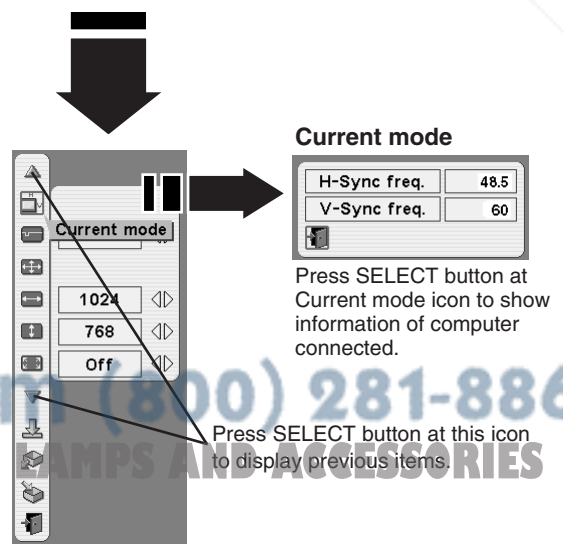 Current mode
H-Sync freq. 48.5
V-Sync freq. 60
Current mode
Press SELECT button at
Current mode icon to show
information of computer
connected.
1024
768
Off
m (800) 281-886
Press SELECT button at this icon
to display previous items.
LAMPS AND ACCESSORIES